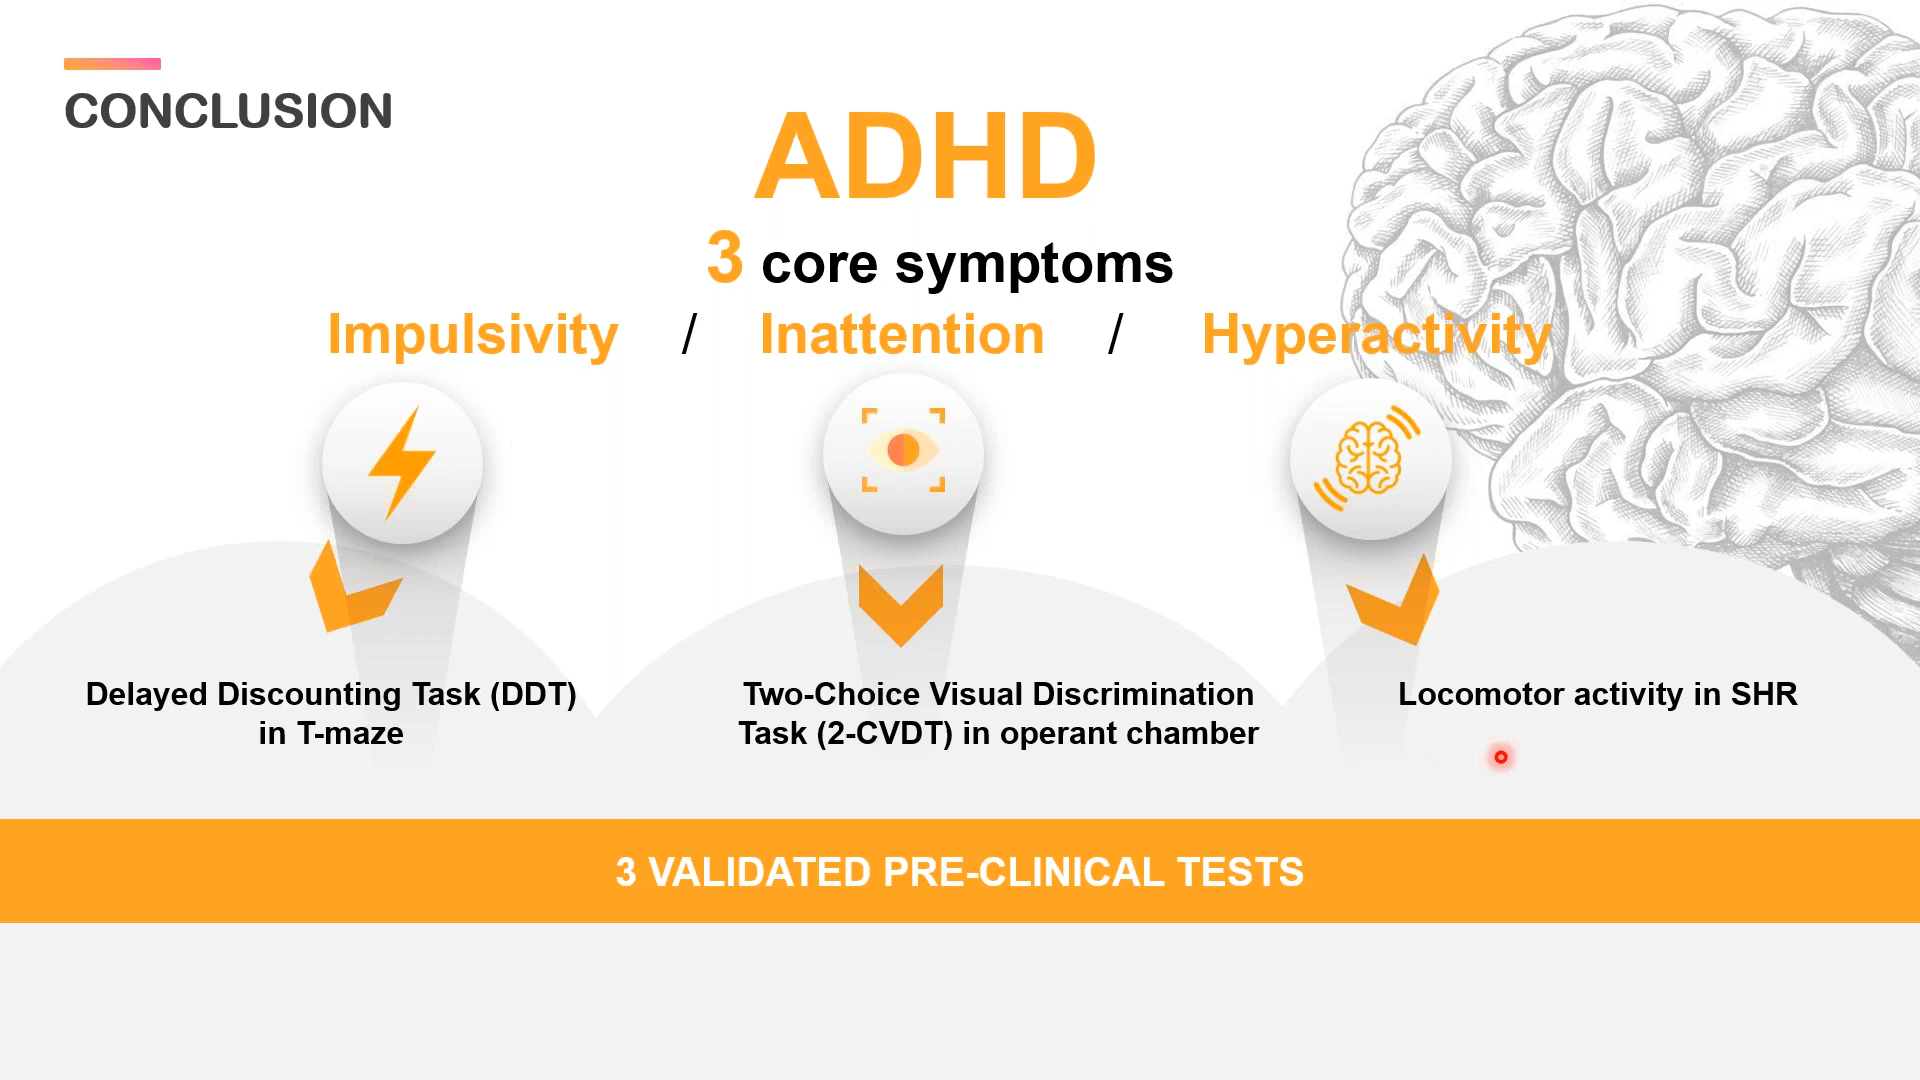 CONCLUSION
ADHD
3 core symptoms
Impulsivity / Inattention / Hyperactivity
Delayed Discounting Task (DDT)
in T-maze
Two-Choice Visual Discrimination
Task (2-CVDT) in operant chamber
Locomotor activity in SHR
3 VALIDATED PRE-CLINICAL TESTS